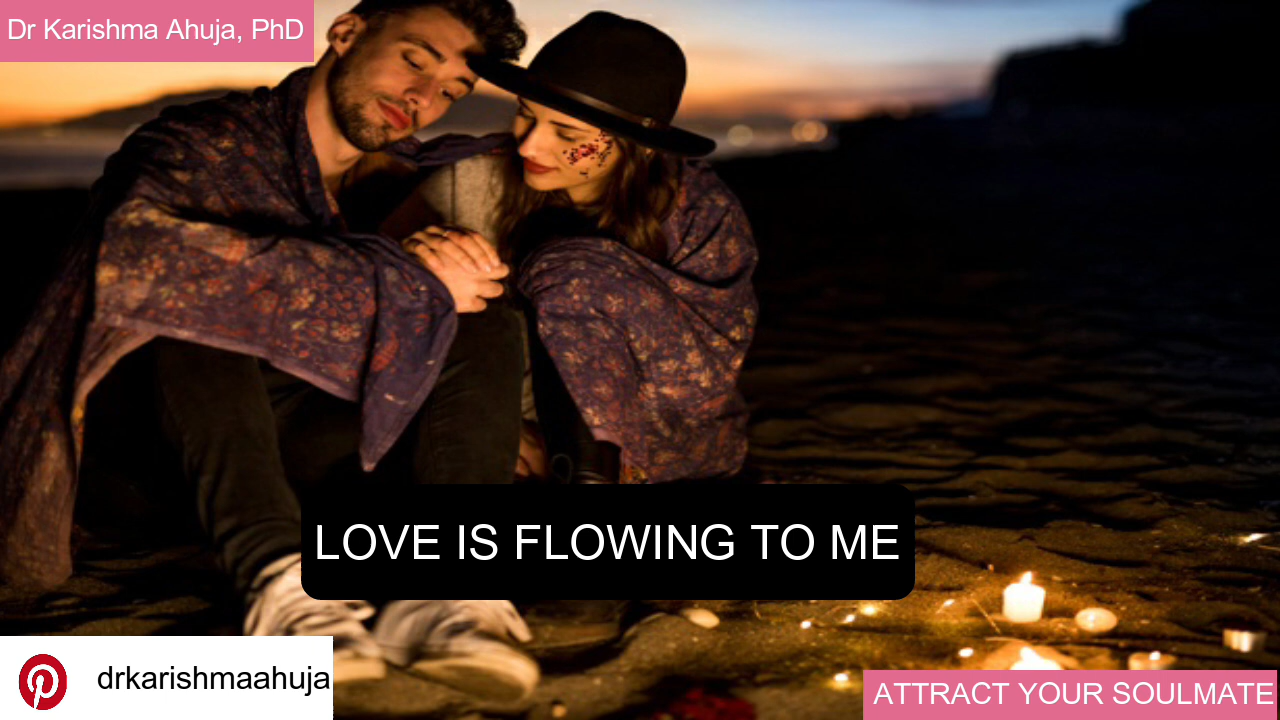 Dr Karishma Ahuja, PhD
LOVE IS FLOWING TO ME
drkarishmaahuja
ATTRACT YOUR SOULMATE